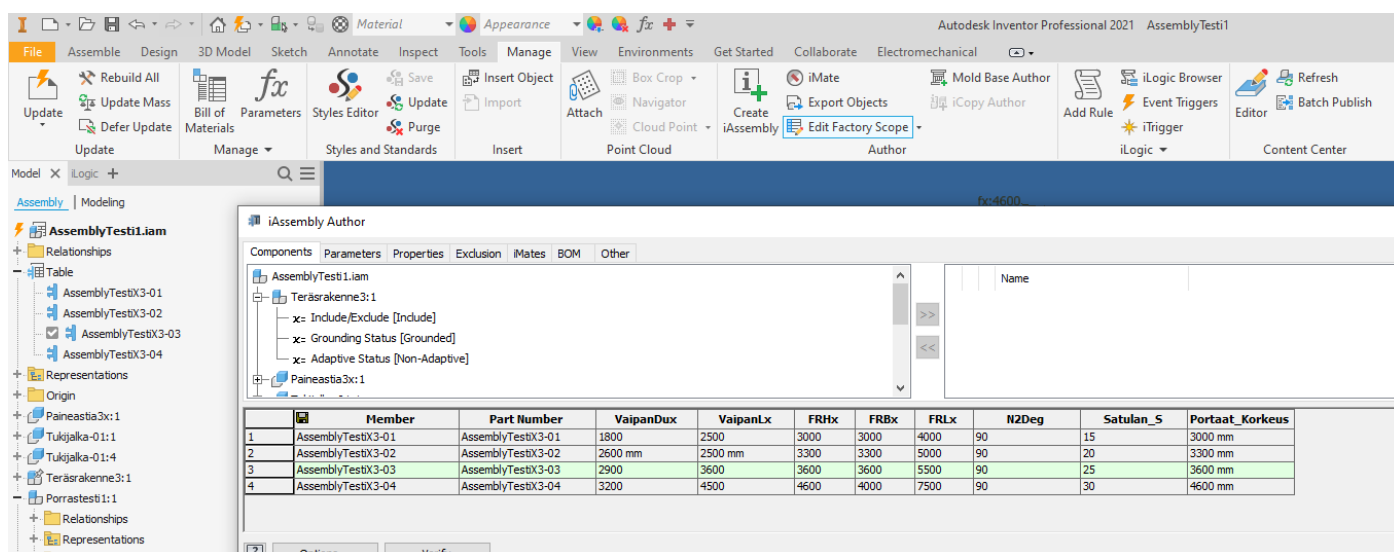 Material Appearance fx Autodesk Inventor Professional 2021 AssemblyTesti1
File Assemble Design 3D Model Sketch Annotate Inspect Tools Manage View Environments Get Started Collaborate Electromechanical
Rebuild All Save Insert Object Box Crop iMate Mold Base Author iLogic Browser Refresh
Update Mass Update Import Navigator Export Objects iCopy Author Event Triggers Batch Publish
Update Bill of Materials fx Parameters Styles Editor Attach Create iAssembly Add Rule Editor
Defer Update Purge Cloud Point Edit Factory Scope iTrigger
Update Manage Styles and Standards Insert Point Cloud Author iLogic Content Center
Model X iLogic +
Assembly | Modeling
fx:4600
AssemblyTesti1.iam
Relationships
Table
AssemblyTestiX3-01
AssemblyTestiX3-02
AssemblyTestiX3-03
AssemblyTestiX3-04
Representations
Origin
Paineastia3x:1
Tukijalka-01:1
Tukijalka-01:4
Teräsrakenne3:1
Porrastesti1:1
Relationships
Representations
iAssembly Author
Components Parameters Properties Exclusion iMates BOM Other
AssemblyTesti1.iam
Teräsrakenne3:1
x= Include/Exclude [Include]
x= Grounding Status [Grounded]
x= Adaptive Status [Non-Adaptive]
Paineastia3x:1
Name
>>
<<
Member Part Number VaipanDux VaipanLx FRHx FRBx FRLx N2Deg Satulan_S Portaat_Korkeus
1 AssemblyTestiX3-01 AssemblyTestiX3-01 1800 2500 3000 3000 4000 90 15 3000 mm
2 AssemblyTestiX3-02 AssemblyTestiX3-02 2600 mm 2500 mm 3300 3300 5000 90 20 3300 mm
3 AssemblyTestiX3-03 AssemblyTestiX3-03 2900 3600 3600 3600 5500 90 25 3600 mm
4 AssemblyTestiX3-04 AssemblyTestiX3-04 3200 4500 4600 4000 7500 90 30 4600 mm